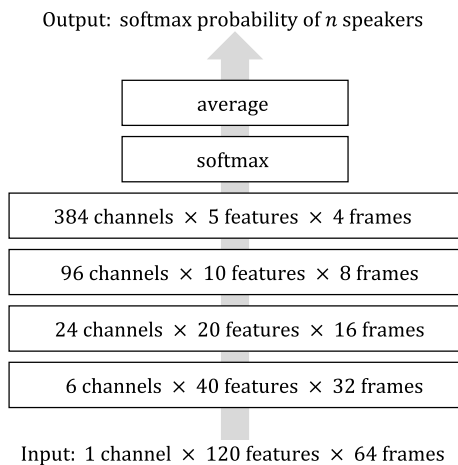 Output: softmax probability of n speakers
average
softmax
384 channels × 5 features × 4 frames
96 channels × 10 features × 8 frames
24 channels × 20 features × 16 frames
6 channels × 40 features × 32 frames
Input: 1 channel × 120 features × 64 frames